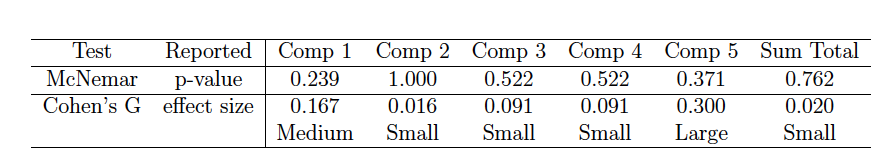 Test Reported Comp 1 Comp 2 Comp 3 Comp 4 Comp 5 Sum Total
McNemar p-value 0.239 1.000 0.522 0.522 0.371 0.762
Cohen's G effect size 0.167 0.016 0.091 0.091 0.300 0.020
Medium Small Small Small Large Small